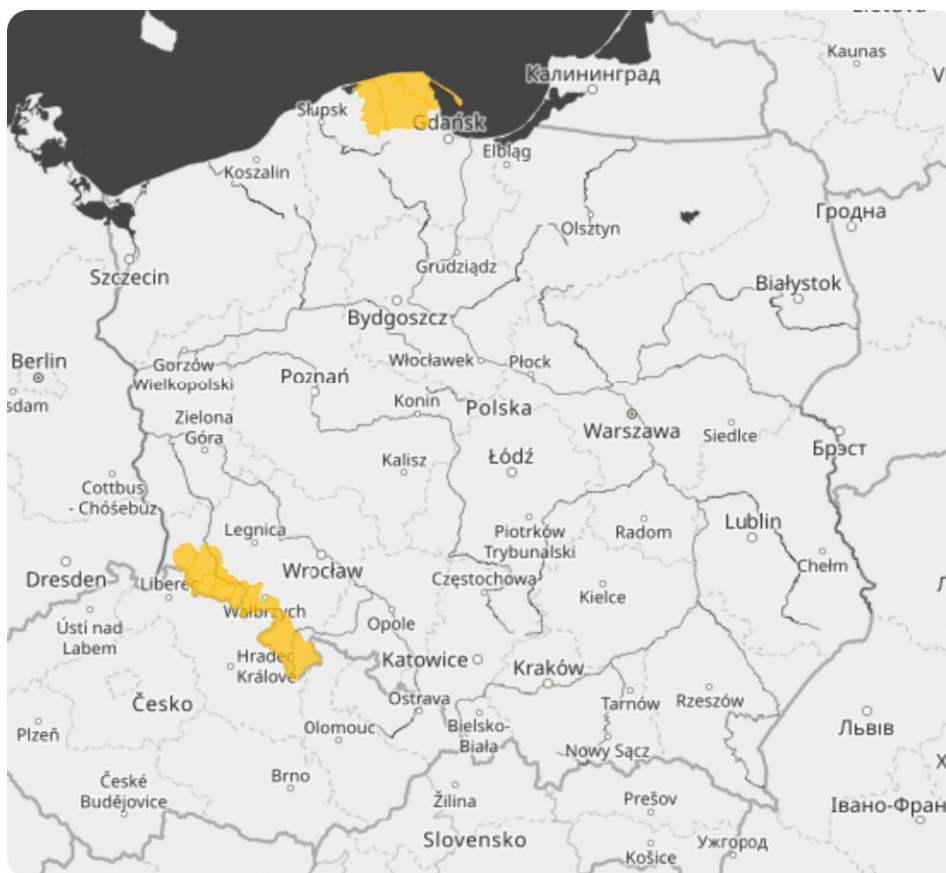 Lietuva
Kaunas
Vi
Калининград
Słupsk
Gdańsk
Elbląg
Koszalin
Гродна
Olsztyn
Szczecin
Grudziądz
Białystok
Bydgoszcz
Berlin
Włocławek
Płock
Gorzów
Wielkopolski
Poznań
sdam
Konin
Polska
Zielona
Góra
Warszawa
Siedlce
Брэст
Łódź
Kalisz
Cottbus
- Chóśebuz
Legnica
Piotrków
Trybunalski
Radom
Lublin
Dresden
Liberec
Wrocław
Częstochowa
Chełm
Wałbrzych
Kielce
Ústí nad
Labem
Opole
Hradec
Králové
Katowice
Kraków
Česko
Ostrava
Tarnów
Rzeszów
Plzeň
Olomouc
Bielsko-
Biała
Nowy Sącz
Львів
České
Budějovice
Brno
Žilina
Prešov
Івано-Фран
Slovensko
Košice
Ужгород